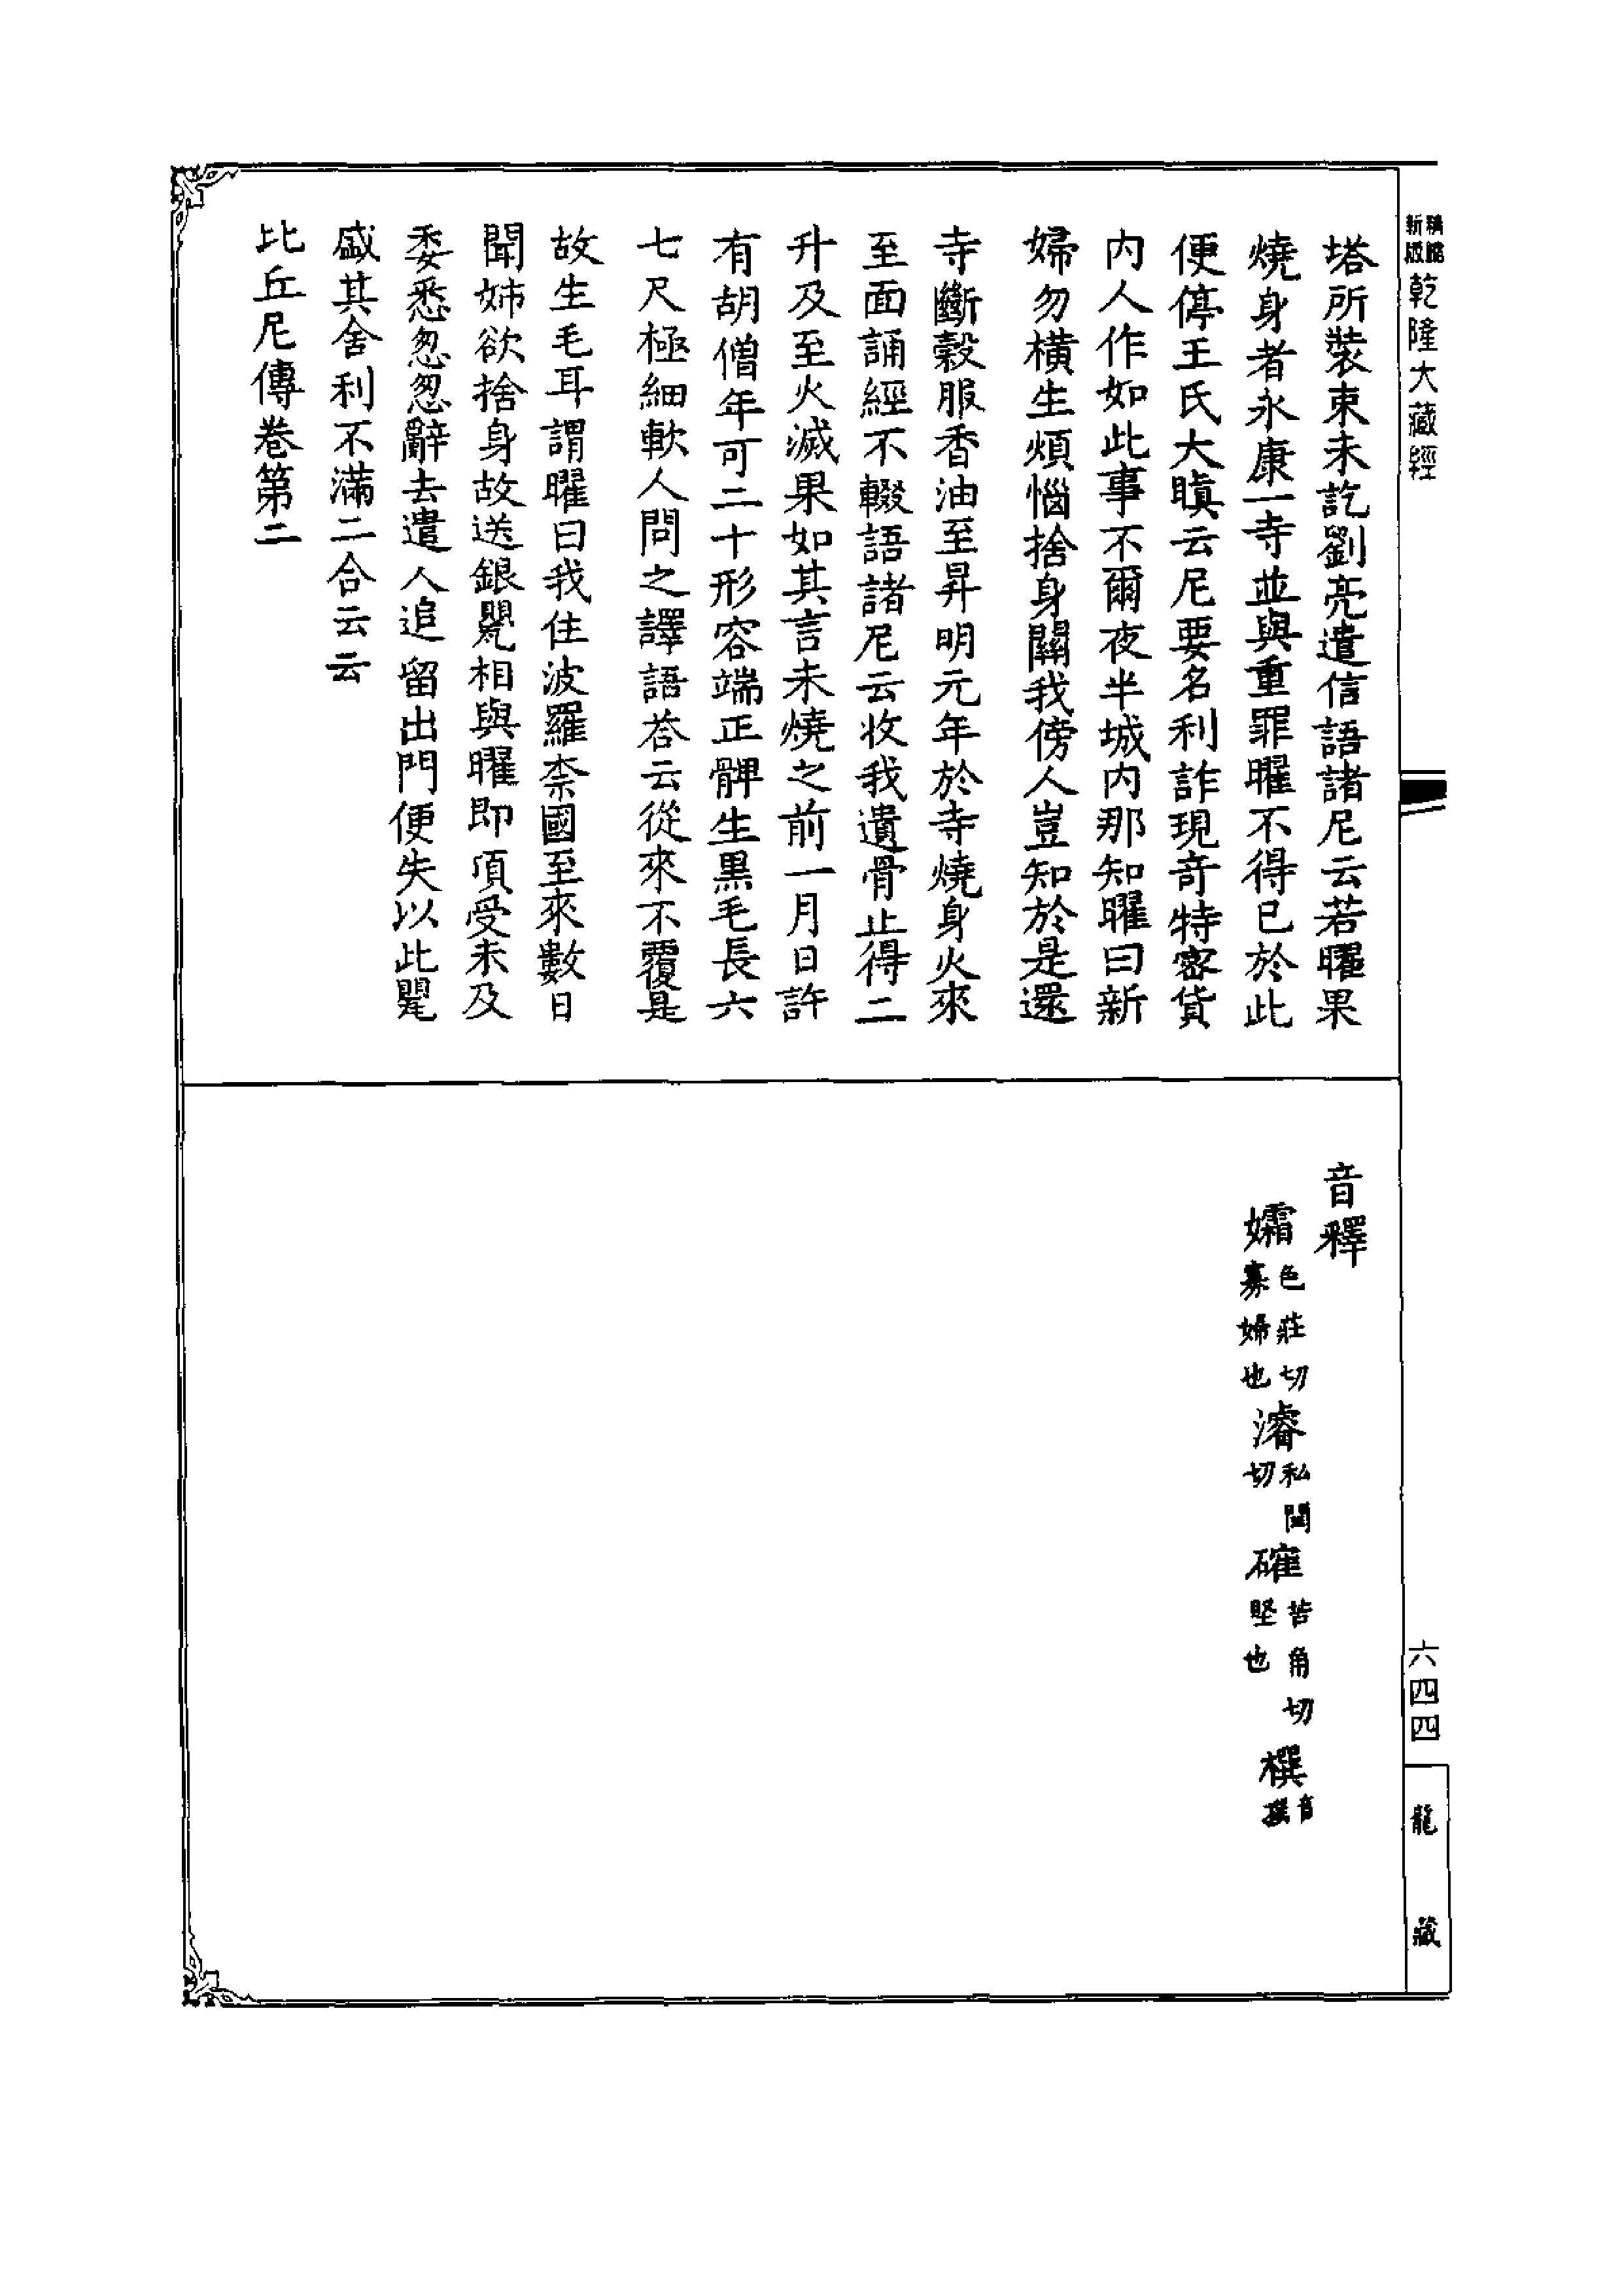 新版
精縮
乾隆大藏經
塔所裝束未訖劉亮遣信語諸尼云若曜果
燒身者永康一寺並與重罪曜不得已於此
便停王氏大瞋云尼要名利詐現奇特密貨
内人作如此事不爾夜半城内那知曜曰新
婦勿横生煩惱捨身關我傍人豈知於是還
寺斷穀服香油至昇明元年於寺燒身火來
至面誦經不輟語諸尼云收我遺骨止得二
升及至火滅果如其言未燒之前一月日許
有胡僧年可二十形容端正髀生黒毛長六
七尺極細軟人問之譯語荅云從來不覆是
故生毛耳謂曜曰我住波羅柰國至來數日
聞姉欲捨身故送銀甖相與曜即頂受未及
委悉怱怱辭去遣人追留出門便失以此甖
盛其舍利不滿二合云云
比丘尼傳卷第二
音釋
孀
色莊切
寡婦也
濬
私閏
切
確
苦角切
堅也
樶
音
六四四
龍藏